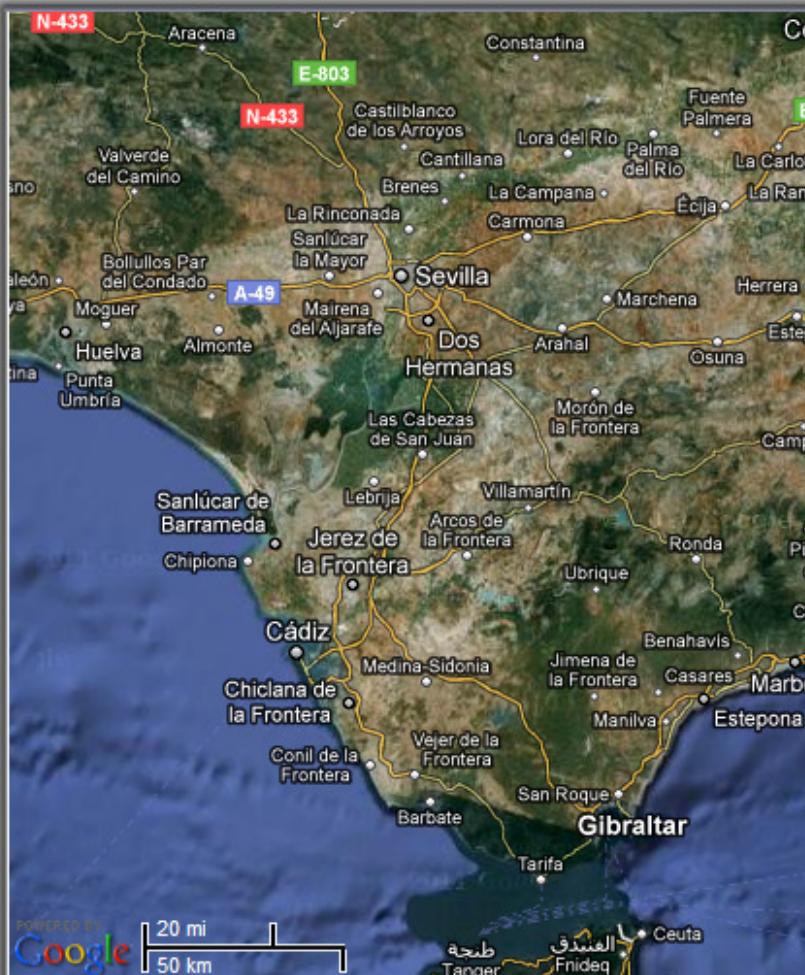 N-433
Aracena
Constantina
E-803
N-433
Castilblanco
de los Arroyos
Fuente
Palmera
Lora del Río
Palma
del Río
Valverde
del Camino
Cantillana
La Carlo
Brenes
La Campana
La Ram
Écija
La Rinconada
Carmona
Sanlúcar
la Mayor
Bollullos Par
del Condado
Sevilla
A-49
Herrera
Marchena
Moguer
Mairena
del Aljarafe
Huelva
Almonte
Dos
Hermanas
Arahal
Este
Osuna
Punta
Umbría
Las Cabezas
de San Juan
Morón de
la Frontera
Camp
Lebrija
Villamartín
Sanlúcar de
Barrameda
Jerez de
la Frontera
Arcos de
la Frontera
Chipiona
Ronda
Ubrique
Cádiz
Benahavís
Medina-Sidonia
Jimena de
la Frontera
Casares
Marb
Chiclana de
la Frontera
Manilva
Estepona
Conil de la
Frontera
Vejer de la
Frontera
San Roque
Barbate
Gibraltar
Tarifa
POWERED BY
Google
20 mi
50 km
طنجة
Tanger
الفنيدق
Fnideq
Ceuta